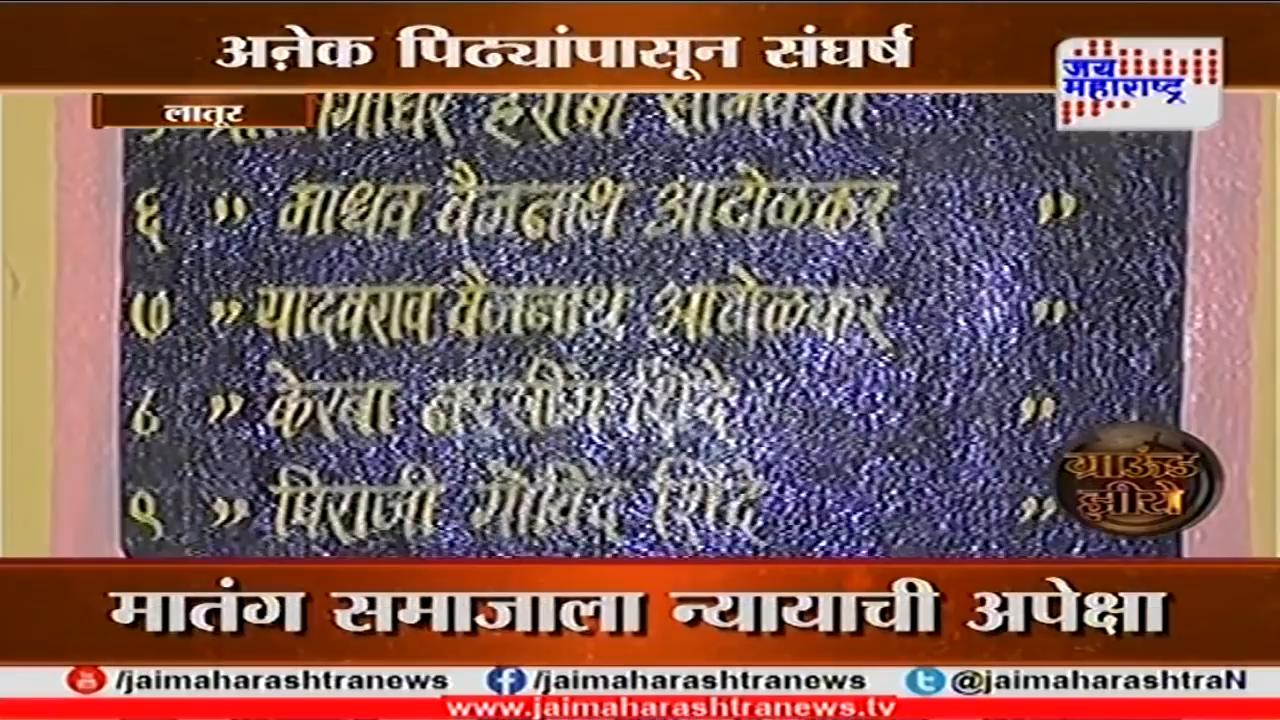 अनेक पिढ्यांपासून संघर्ष
जय
महाराष्ट्र
लातूर
६ " माधव वैजनाथ आटोळकर "
७ " यादवराव वैजनाथ आटोळकर "
८ " केरबा नरसींग शिंदे "
९ " पिराजी गोविंद शिंदे "
ग्राऊंड
झीरो
मातंग समाजाला न्यायाची अपेक्षा
/jaimaharashtranews /jaimaharashtranews @jaimaharashtraN
www.jaimaharashtranews.tv